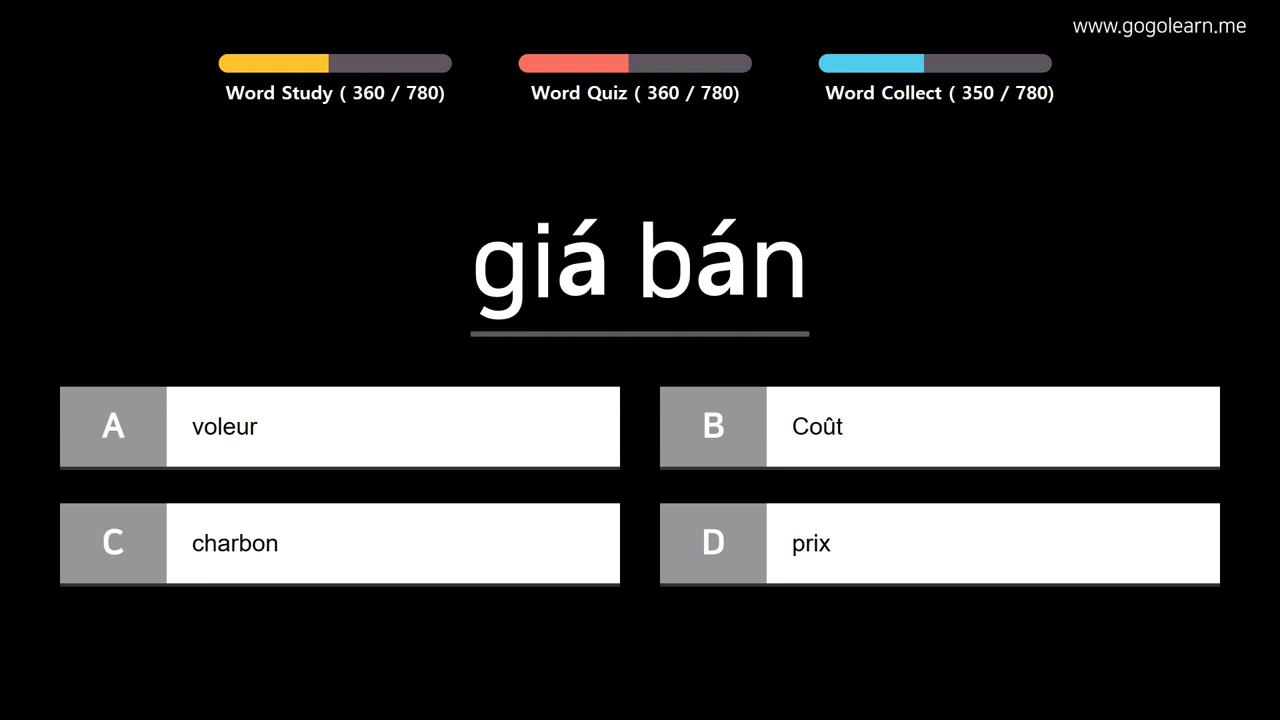 www.gogolearn.me
Word Study ( 360 / 780)
Word Quiz ( 360 / 780)
Word Collect ( 350 / 780)
giá bán
A voleur
B Coût
C charbon
D prix